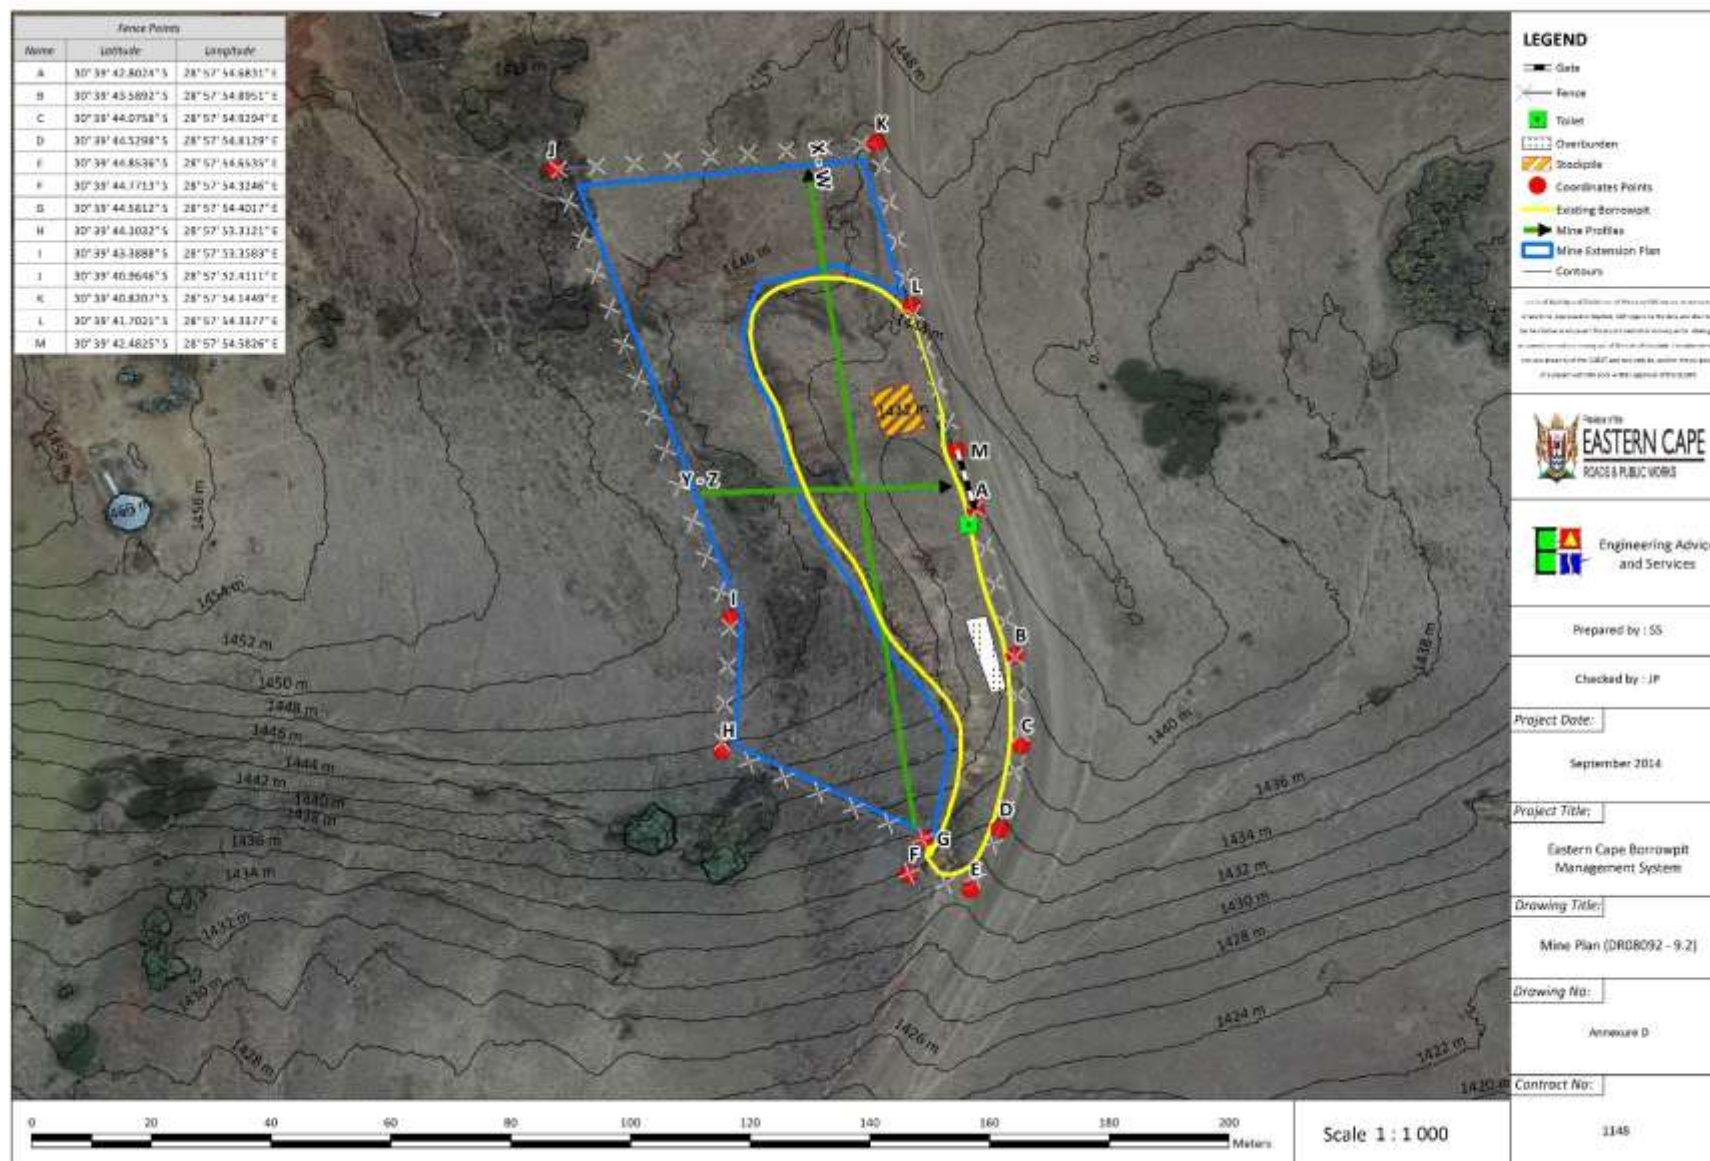 Fence Points
Name Latitude Longitude
A 30° 39' 42.8024" S 28° 57' 54.6831" E
B 30° 39' 43.5892" S 28° 57' 54.8951" E
C 30° 39' 44.0758" S 28° 57' 54.9294" E
D 30° 39' 44.5298" S 28° 57' 54.8129" E
E 30° 39' 44.8536" S 28° 57' 54.6535" E
F 30° 39' 44.7713" S 28° 57' 54.3246" E
G 30° 39' 44.5812" S 28° 57' 54.4017" E
H 30° 39' 44.1032" S 28° 57' 53.3121" E
I 30° 39' 43.3888" S 28° 57' 53.3583" E
J 30° 39' 40.9646" S 28° 57' 52.4111" E
K 30° 39' 40.8207" S 28° 57' 54.1449" E
L 30° 39' 41.7021" S 28° 57' 54.3377" E
M 30° 39' 42.4825" S 28° 57' 54.5826" E
1448 m
K
J
X - W
1446 m
L
1432 m
M
Y - Z
A
1458 m
1458 m
1454 m
1452 m
1450 m
1448 m
1446 m
1444 m
1442 m
1440 m
1438 m
1436 m
1434 m
1432 m
1430 m
1428 m
I
B
H
C
D
G
F
E
1438 m
1440 m
1436 m
1434 m
1432 m
1430 m
1428 m
1426 m
1424 m
1422 m
1420 m
LEGEND
Gate
Fence
Toilet
Overburden
Stockpile
Coordinates Points
Existing Borrowpit
Mine Profiles
Mine Extension Plan
Contours
Province of the
EASTERN CAPE
ROADS & PUBLIC WORKS
Engineering Advice
and Services
Prepared by : SS
Checked by : JP
Project Date:
September 2014
Project Title:
Eastern Cape Borrowpit
Management System
Drawing Title:
Mine Plan (DR08092 - 9.2)
Drawing No:
Annexure D
Contract No:
1148
0 20 40 60 80 100 120 140 160 180 200
Meters
Scale 1 : 1 000